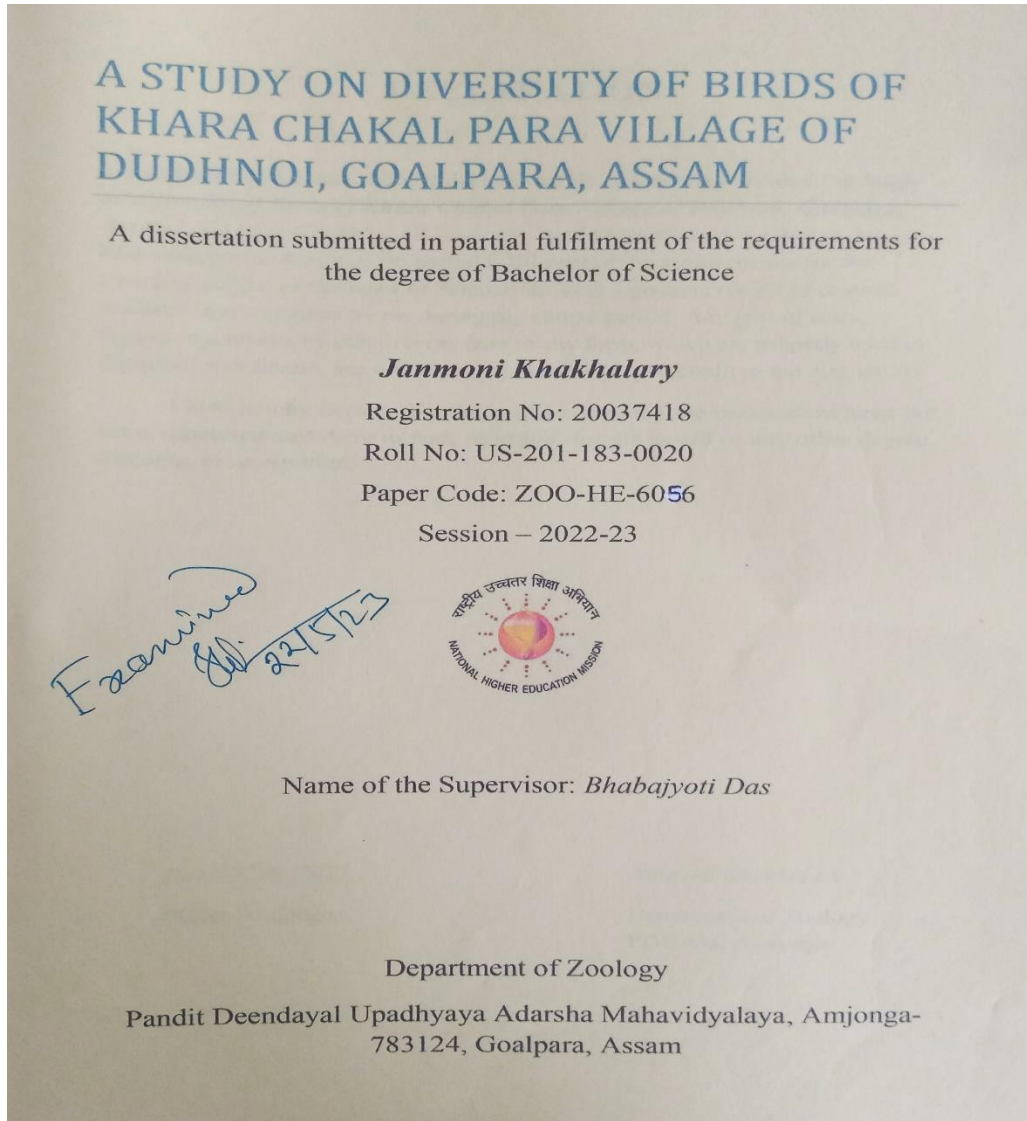 A STUDY ON DIVERSITY OF BIRDS OF
KHARA CHAKAL PARA VILLAGE OF
DUDHNOI, GOALPARA, ASSAM
A dissertation submitted in partial fulfilment of the requirements for
the degree of Bachelor of Science
Janmoni Khakhalary
Registration No: 20037418
Roll No: US-201-183-0020
Paper Code: ZOO-HE-6056
Session – 2022-23
Examined
22/5/23
राष्ट्रीय उच्चतर शिक्षा अभियान
NATIONAL HIGHER EDUCATION MISSION
Name of the Supervisor: Bhabajyoti Das
Department of Zoology
Pandit Deendayal Upadhyaya Adarsha Mahavidyalaya, Amjonga-
783124, Goalpara, Assam